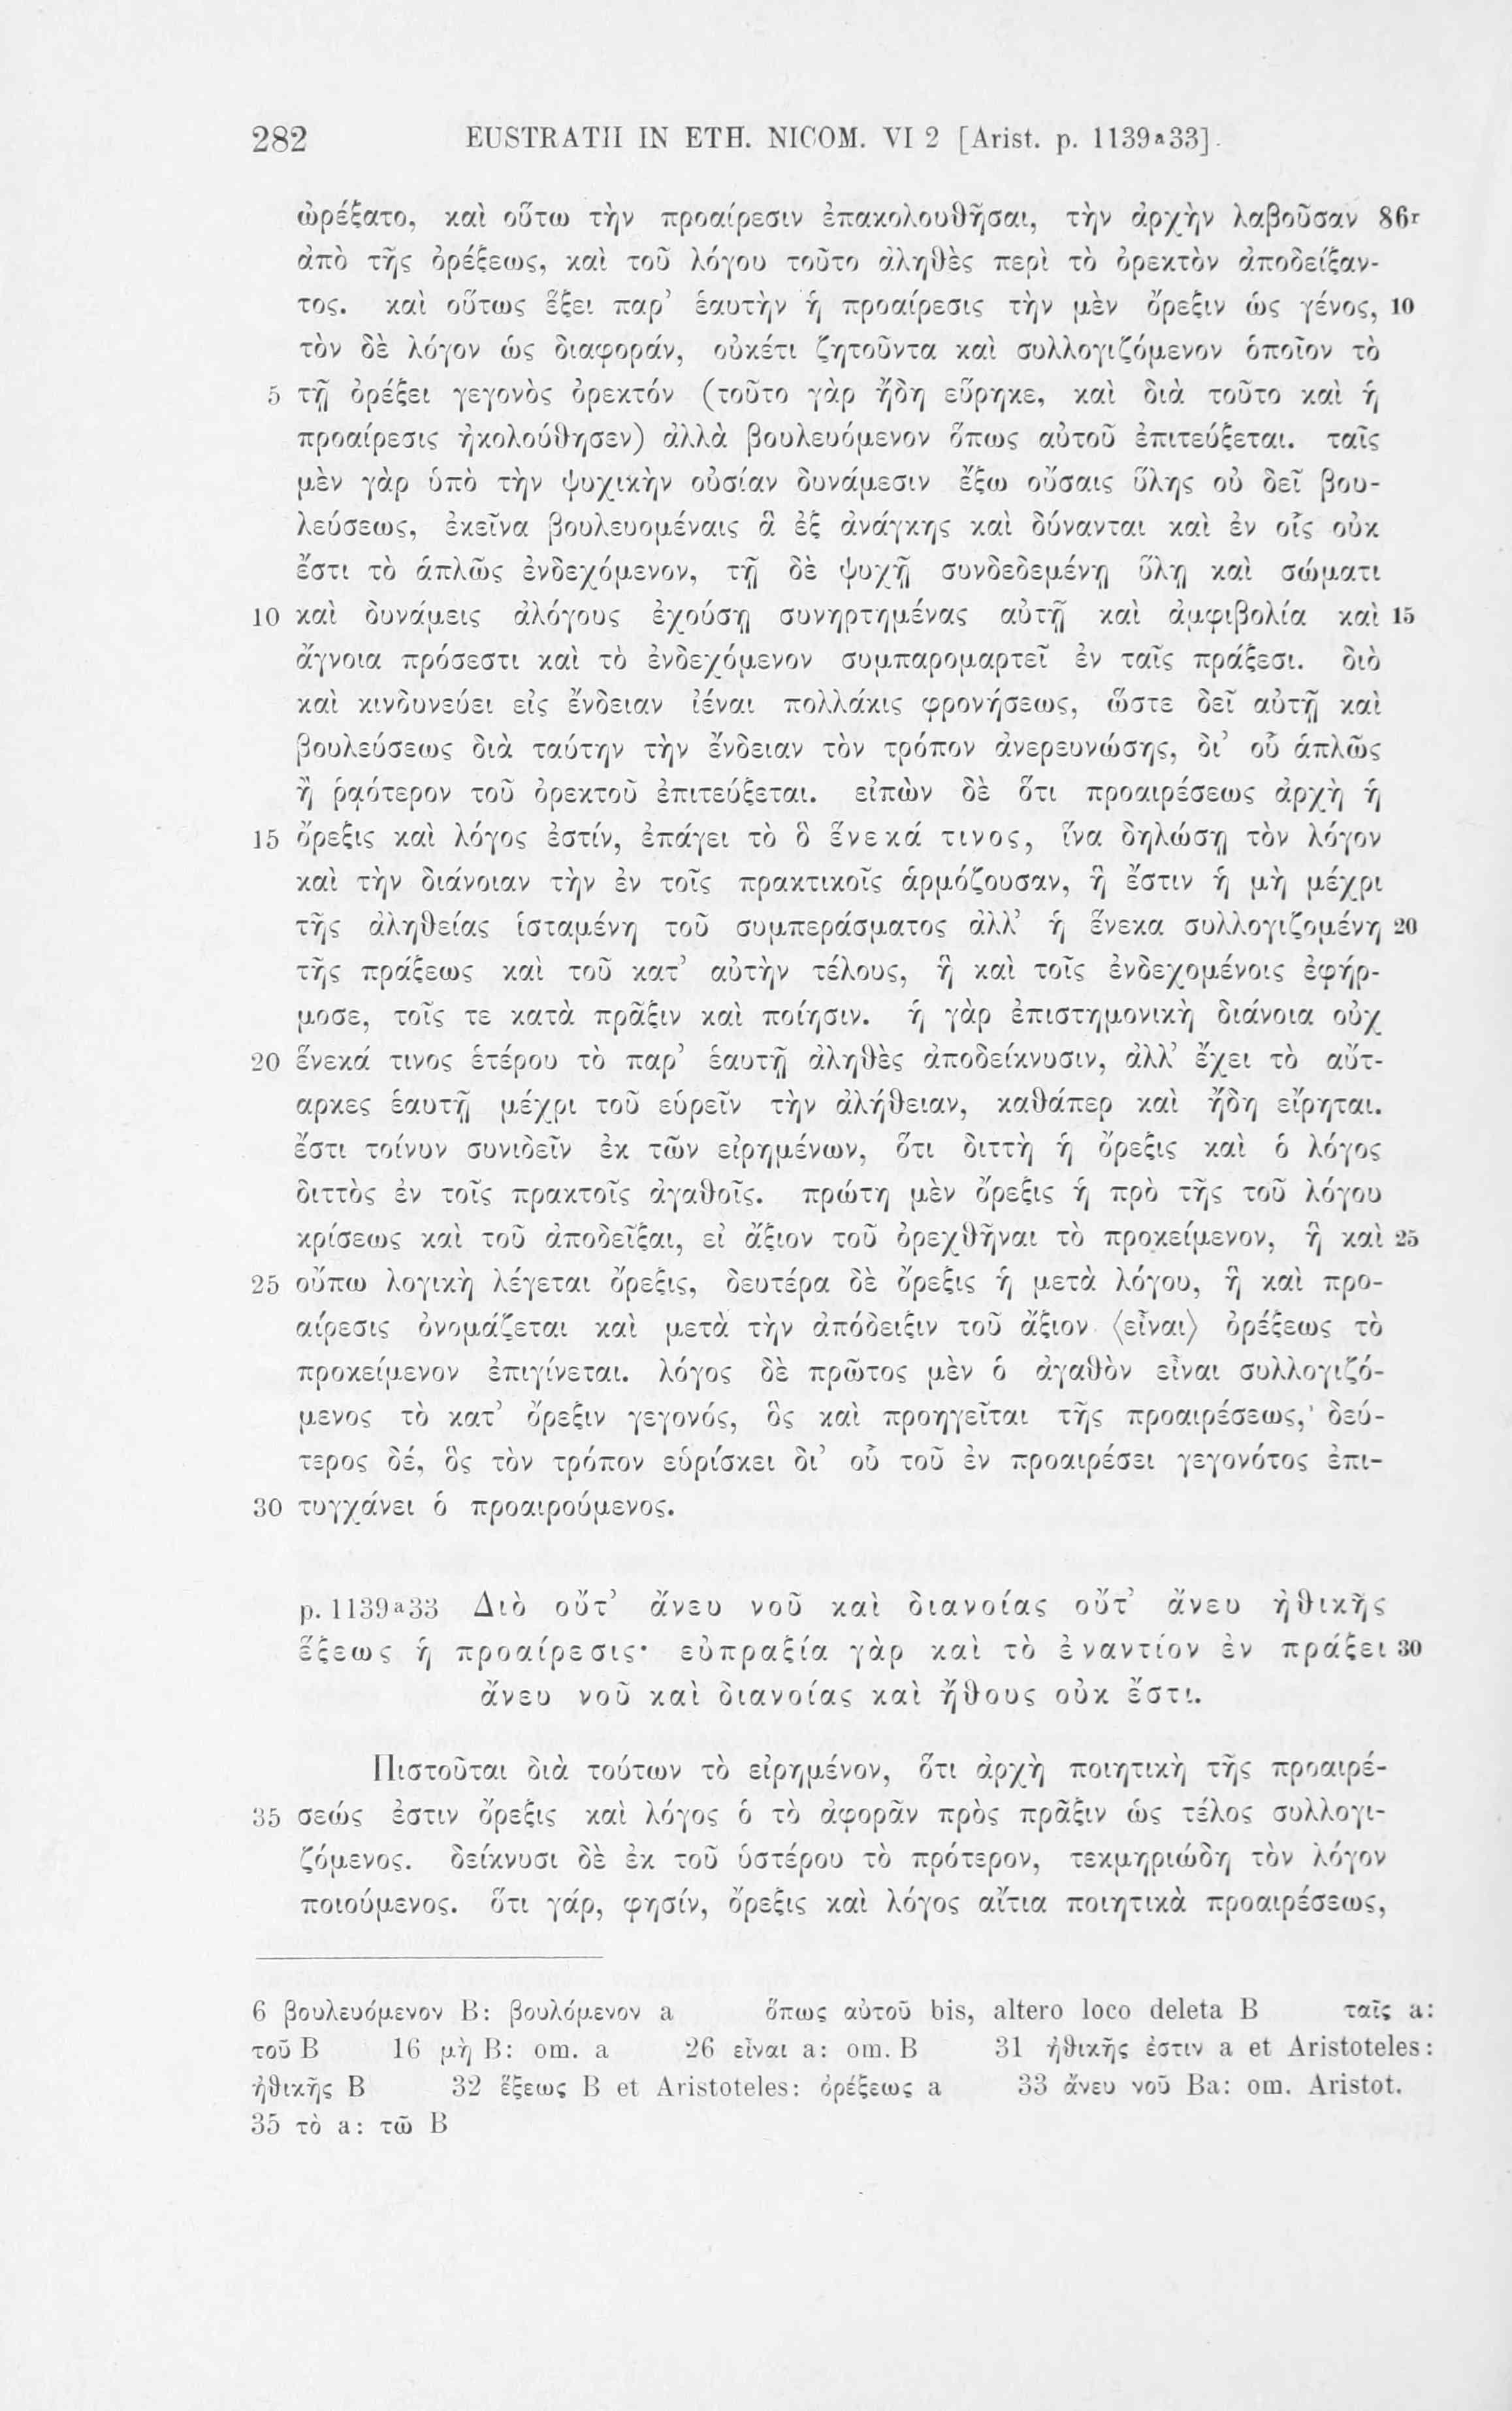 282 EUSTRATII IN ETH. NICOM. VI 2 [Arist. p. 1139ᵃ33].
ὠρέξατο, καὶ οὕτω τὴν προαίρεσιν ἐπακολουθῆσαι, τὴν ἀρχὴν λαβοῦσαν 86ʳ
ἀπὸ τῆς ὀρέξεως, καὶ τοῦ λόγου τοῦτο ἀληθὲς περὶ τὸ ὀρεκτὸν ἀποδείξαν-
τος. καὶ οὕτως ἕξει παρ’ ἑαυτὴν ἡ προαίρεσις τὴν μὲν ὄρεξιν ὡς γένος, 10
τὸν δὲ λόγον ὡς διαφοράν, οὐκέτι ζητοῦντα καὶ συλλογιζόμενον ὁποῖον τὸ
5 τῇ ὀρέξει γεγονὸς ὀρεκτόν (τοῦτο γὰρ ἤδη εὕρηκε, καὶ διὰ τοῦτο καὶ ἡ
προαίρεσις ἠκολούθησεν) ἀλλὰ βουλευόμενον ὅπως αὐτοῦ ἐπιτεύξεται. ταῖς
μὲν γὰρ ὑπὸ τὴν ψυχικὴν οὐσίαν δυνάμεσιν ἔξω οὔσαις ὕλης οὐ δεῖ βου-
λεύσεως, ἐκεῖνα βουλευομέναις ἃ ἐξ ἀνάγκης καὶ δύνανται καὶ ἐν οἷς οὐκ
ἔστι τὸ ἁπλῶς ἐνδεχόμενον, τῇ δὲ ψυχῇ συνδεδεμένῃ ὕλῃ καὶ σώματι
10 καὶ δυνάμεις ἀλόγους ἐχούσῃ συνηρτημένας αὐτῇ καὶ ἀμφιβολία καὶ 15
ἄγνοια πρόσεστι καὶ τὸ ἐνδεχόμενον συμπαρομαρτεῖ ἐν ταῖς πράξεσι. διὸ
καὶ κινδυνεύει εἰς ἔνδειαν ἰέναι πολλάκις φρονήσεως, ὥστε δεῖ αὐτῇ καὶ
βουλεύσεως διὰ ταύτην τὴν ἔνδειαν τὸν τρόπον ἀνερευνώσης, δι’ οὗ ἁπλῶς
ἢ ῥᾳότερον τοῦ ὀρεκτοῦ ἐπιτεύξεται. εἰπὼν δὲ ὅτι προαιρέσεως ἀρχὴ ἡ
15 ὄρεξις καὶ λόγος ἐστίν, ἐπάγει τὸ ὃ ἕνεκά τινος, ἵνα δηλώσῃ τὸν λόγον
καὶ τὴν διάνοιαν τὴν ἐν τοῖς πρακτικοῖς ἁρμόζουσαν, ἥ ἔστιν ἡ μὴ μέχρι
τῆς ἀληθείας ἱσταμένη τοῦ συμπεράσματος ἀλλ’ ἡ ἕνεκα συλλογιζομένη 20
τῆς πράξεως καὶ τοῦ κατ’ αὐτὴν τέλους, ἣ καὶ τοῖς ἐνδεχομένοις ἐφήρ-
μοσε, τοῖς τε κατὰ πρᾶξιν καὶ ποίησιν. ἡ γὰρ ἐπιστημονικὴ διάνοια οὐχ
20 ἕνεκά τινος ἑτέρου τὸ παρ’ ἑαυτῇ ἀληθὲς ἀποδείκνυσιν, ἀλλ’ ἔχει τὸ αὔτ-
αρκες ἑαυτῇ μέχρι τοῦ εὑρεῖν τὴν ἀλήθειαν, καθάπερ καὶ ἤδη εἴρηται.
ἔστι τοίνυν συνιδεῖν ἐκ τῶν εἰρημένων, ὅτι διττὴ ἡ ὄρεξις καὶ ὁ λόγος
διττὸς ἐν τοῖς πρακτοῖς ἀγαθοῖς. πρώτη μὲν ὄρεξις ἡ πρὸ τῆς τοῦ λόγου
κρίσεως καὶ τοῦ ἀποδεῖξαι, εἰ ἄξιον τοῦ ὀρεχθῆναι τὸ προκείμενον, ἣ καὶ 25
25 οὔπω λογικὴ λέγεται ὄρεξις, δευτέρα δὲ ὄρεξις ἡ μετὰ λόγου, ἣ καὶ προ-
αίρεσις ὀνομάζεται καὶ μετὰ τὴν ἀπόδειξιν τοῦ ἄξιον ⟨εἶναι⟩ ὀρέξεως τὸ
προκείμενον ἐπιγίνεται. λόγος δὲ πρῶτος μὲν ὁ ἀγαθὸν εἶναι συλλογιζό-
μενος τὸ κατ’ ὄρεξιν γεγονός, ὃς καὶ προηγεῖται τῆς προαιρέσεως, δεύ-
τερος δέ, ὃς τὸν τρόπον εὑρίσκει δι’ οὗ τοῦ ἐν προαιρέσει γεγονότος ἐπι-
30 τυγχάνει ὁ προαιρούμενος.
p. 1139ᵃ33 Διὸ οὔτ’ ἄνευ νοῦ καὶ διανοίας οὔτ’ ἄνευ ἠθικῆς
ἕξεως ἡ προαίρεσις· εὐπραξία γὰρ καὶ τὸ ἐναντίον ἐν πράξει 30
ἄνευ νοῦ καὶ διανοίας καὶ ἤθους οὐκ ἔστι.
Πιστοῦται διὰ τούτων τὸ εἰρημένον, ὅτι ἀρχὴ ποιητικὴ τῆς προαιρέ-
35 σεώς ἐστιν ὄρεξις καὶ λόγος ὁ τὸ ἀφορᾶν πρὸς πρᾶξιν ὡς τέλος συλλογι-
ζόμενος. δείκνυσι δὲ ἐκ τοῦ ὑστέρου τὸ πρότερον, τεκμηριώδη τὸν λόγον
ποιούμενος. ὅτι γάρ, φησίν, ὄρεξις καὶ λόγος αἴτια ποιητικὰ προαιρέσεως,
6 βουλευόμενον B: βουλόμενον a ὅπως αὐτοῦ bis, altero loco deleta B ταῖς a:
τοῦ B 16 μὴ B: om. a 26 εἶναι a: om. B 31 ἠθικῆς ἐστιν a et Aristoteles:
ἠθικῆς B 32 ἕξεως B et Aristoteles: ὀρέξεως a 33 ἄνευ νοῦ Ba: om. Aristot.
35 τὸ a: τῶ B